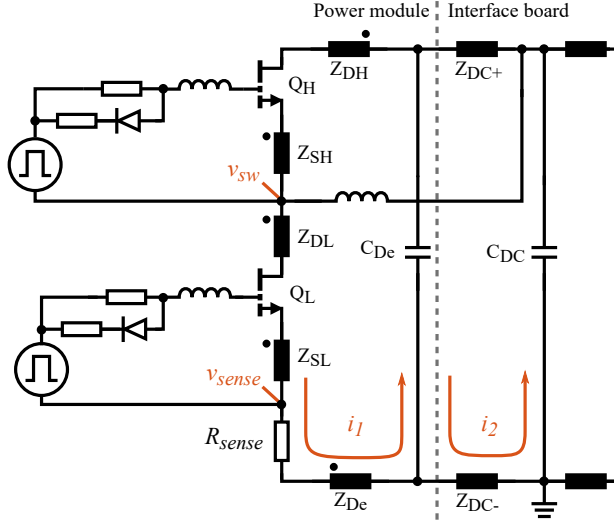 Power module
Interface board
Z_DH
Z_DC+
Q_H
Z_SH
v_sw
Z_DL
C_De
C_DC
Q_L
Z_SL
v_sense
R_sense
i_1
i_2
Z_De
Z_DC-